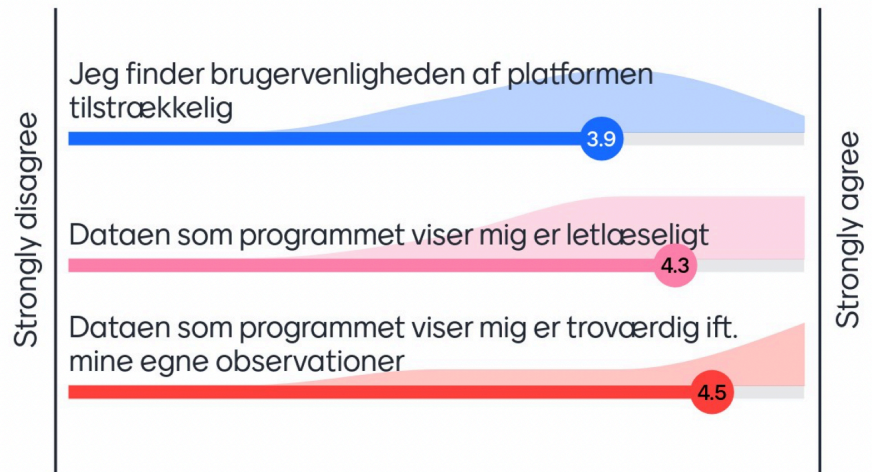 Strongly disagree
Jeg finder brugervenligheden af platformen
tilstrækkelig
3.9
Dataen som programmet viser mig er letlæseligt
4.3
Dataen som programmet viser mig er troværdig ift.
mine egne observationer
4.5
Strongly agree